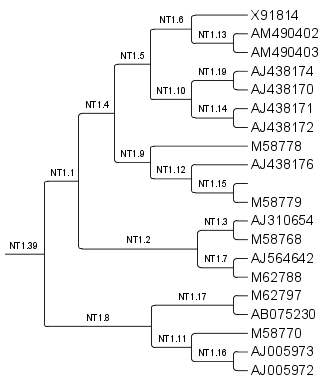 X91814
NT1.6
AM490402
NT1.13
AM490403
NT1.5
AJ438174
NT1.19
AJ438170
NT1.10
AJ438171
NT1.14
AJ438172
NT1.4
M58778
NT1.9
AJ438176
NT1.12
NT1.15
M58779
NT1.1
AJ310654
NT1.3
M58768
NT1.2
AJ564642
NT1.7
M62788
NT1.39
M62797
NT1.17
AB075230
NT1.8
M58770
NT1.11
AJ005973
NT1.16
AJ005972